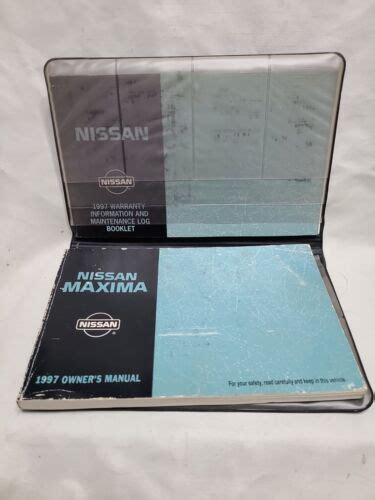 NISSAN
NISSAN
1997 WARRANTY
INFORMATION AND
MAINTENANCE LOG
BOOKLET
NISSAN
MAXIMA
NISSAN
1997 OWNER'S MANUAL
For your safety, read carefully and keep in this vehicle.